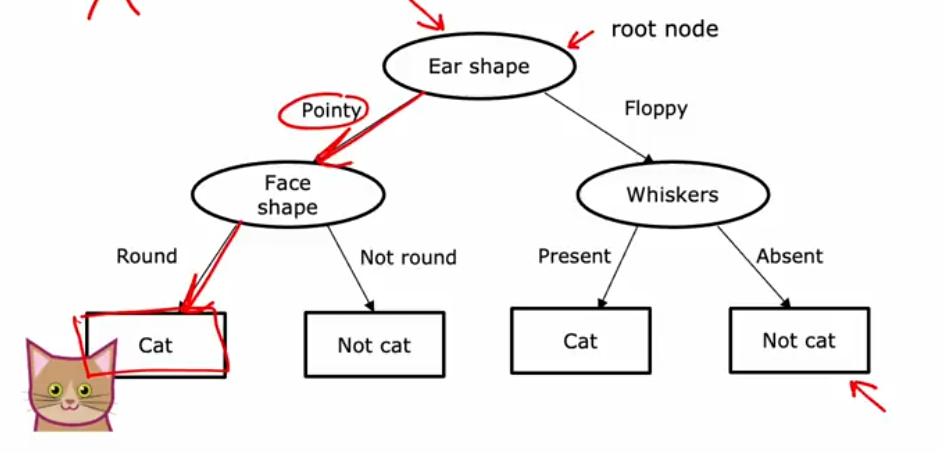 root node
Ear shape
Pointy
Floppy
Face
shape
Whiskers
Round
Not round
Present
Absent
Cat
Not cat
Cat
Not cat